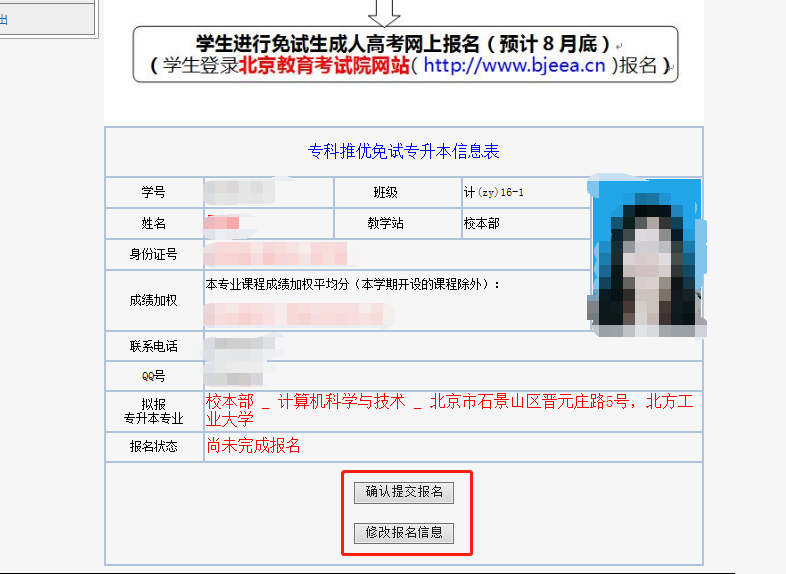 出
学生进行免试生成人高考网上报名（预计 8 月底）
（学生登录北京教育考试院网站( http://www.bjeea.cn )报名）
专科推优免试专升本信息表
学号
班级 计(zy)16-1
姓名
教学站 校本部
身份证号
成绩加权 本专业课程成绩加权平均分（本学期开设的课程除外）：
联系电话
QQ号
拟报
专升本专业
校本部 _ 计算机科学与技术 _ 北京市石景山区晋元庄路5号，北方工
业大学
报名状态 尚未完成报名
确认提交报名
修改报名信息